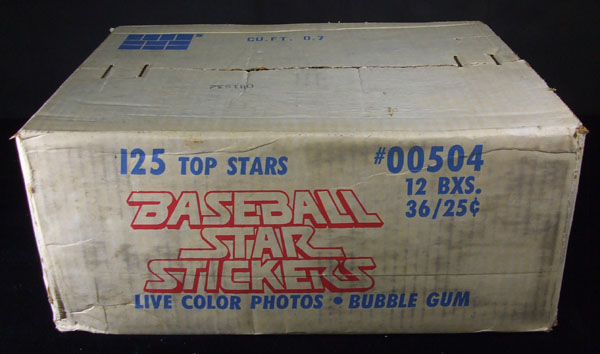 CU.FT. 0.7
125 TOP STARS
#00504
12 BXS.
36/25¢
BASEBALL
STAR
STICKERS
LIVE COLOR PHOTOS • BUBBLE GUM